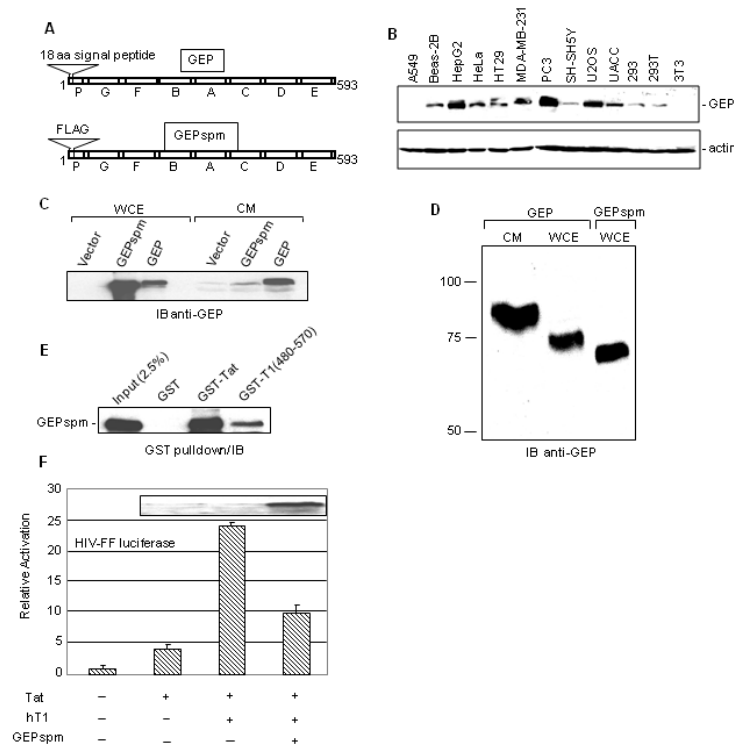 A
18 aa signal peptide
GEP
1
593
P G F B A C D E
FLAG
GEPspm
1
593
P G F B A C D E
B
A549
Beas-2B
HepG2
HeLa
HT29
MDA-MB-231
PC3
SH-SH5Y
U2OS
UACC
293
293T
3T3
- GEP
- actin
C
WCE CM
Vector
GEPspm
GEP
Vector
GEPspm
GEP
IB anti-GEP
D
GEP GEPspm
CM WCE WCE
100 —
75 —
50 —
IB anti-GEP
E
Input (2.5%)
GST
GST-Tat
GST-T1(480-570)
GEPspm -
GST pulldown/IB
F
Relative Activation
30
25
20
10
5
0
HIV-FF luciferase
Tat – + + +
hT1 – – + +
GEPspm – – – +